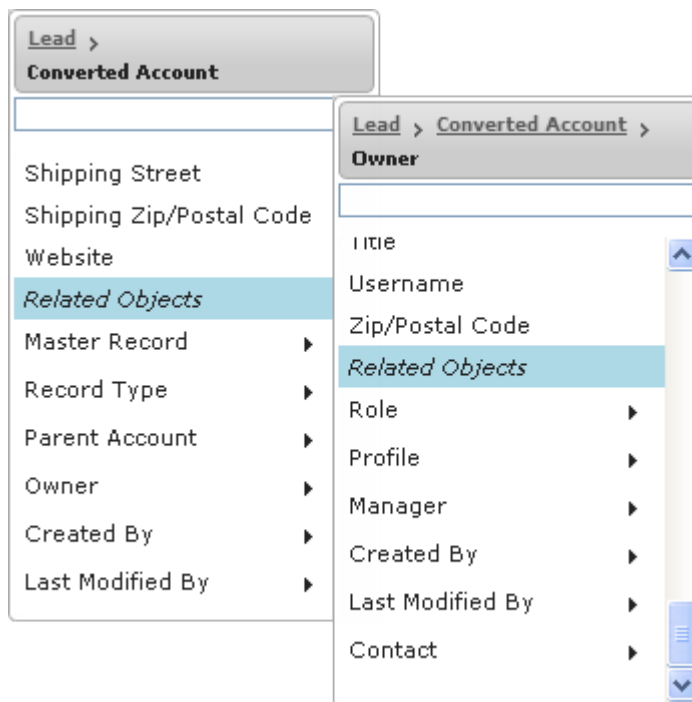 Lead >
Converted Account
Shipping Street
Shipping Zip/Postal Code
Website
Related Objects
Master Record
Record Type
Parent Account
Owner
Created By
Last Modified By
Lead > Converted Account >
Owner
Title
Username
Zip/Postal Code
Related Objects
Role
Profile
Manager
Created By
Last Modified By
Contact